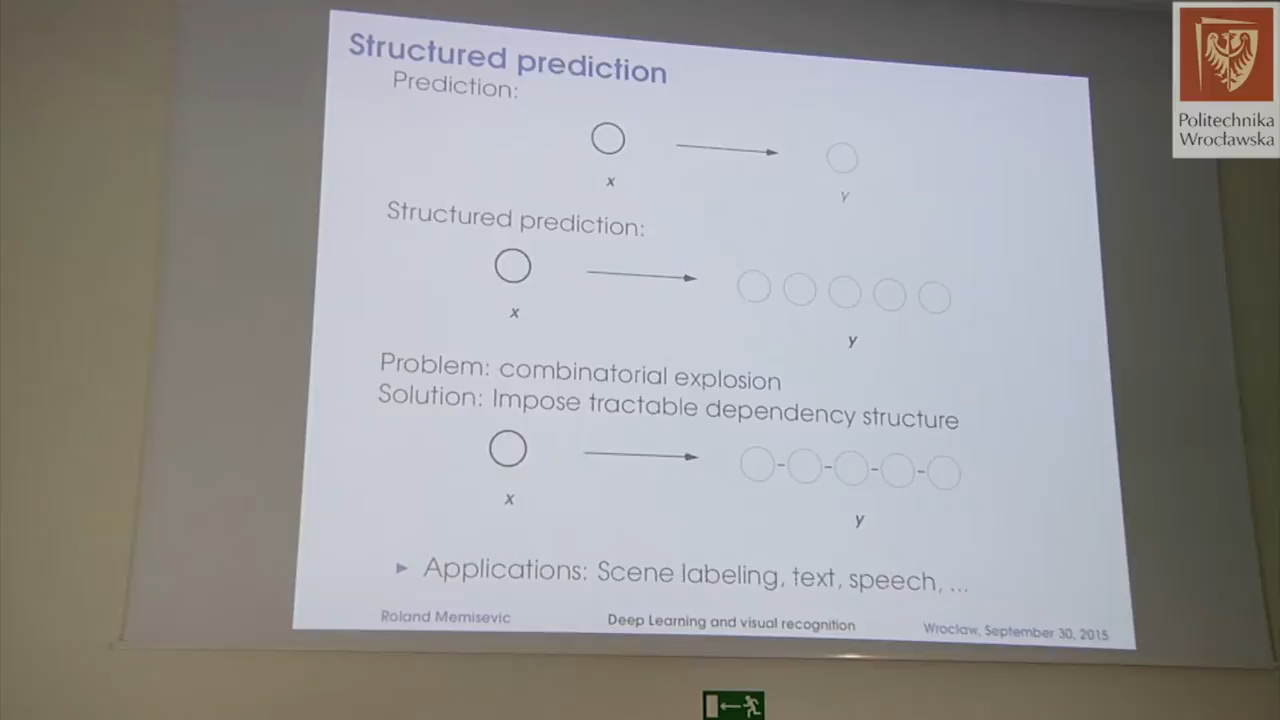 Structured prediction
Prediction:
x
y
Structured prediction:
x
y
Problem: combinatorial explosion
Solution: Impose tractable dependency structure
x
y
Applications: Scene labeling, text, speech, ...
Roland Memisevic
Deep Learning and visual recognition
Wroclaw, September 30, 2015
Politechnika
Wrocławska